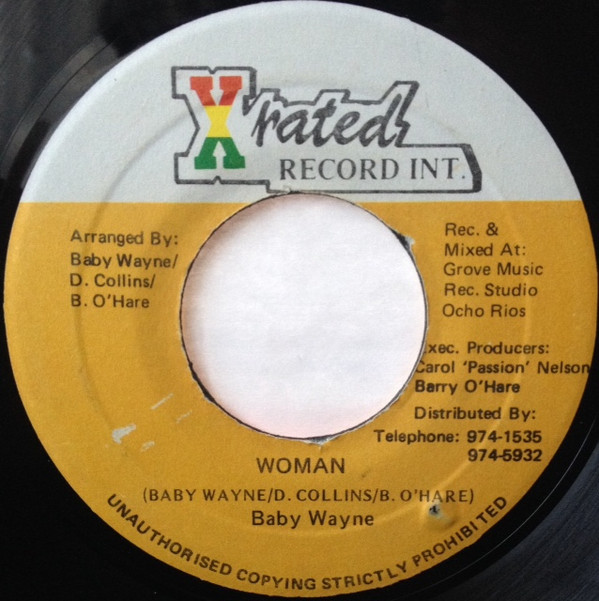 X rated
RECORD INT.
Arranged By:
Baby Wayne/
D. Collins/
B. O'Hare
Rec. &
Mixed At:
Grove Music
Rec. Studio
Ocho Rios
Exec. Producers:
Carol 'Passion' Nelson
Barry O'Hare
Distributed By:
Telephone: 974-1535
974-5932
WOMAN
(BABY WAYNE/D. COLLINS/B. O'HARE)
Baby Wayne
UNAUTHORISED COPYING STRICTLY PROHIBITED